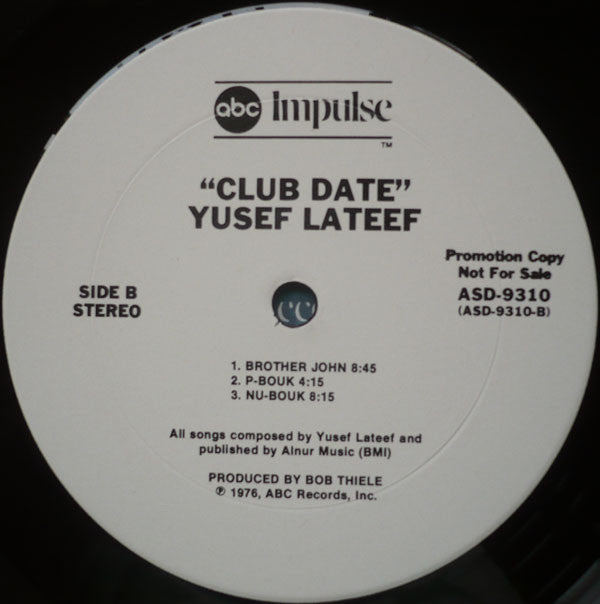 abc impulse
TM
"CLUB DATE"
YUSEF LATEEF
Promotion Copy
Not For Sale
SIDE B
STEREO
ASD-9310
(ASD-9310-B)
1. BROTHER JOHN 8:45
2. P-BOUK 4:15
3. NU-BOUK 8:15
All songs composed by Yusef Lateef and
published by Alnur Music (BMI)
PRODUCED BY BOB THIELE
℗ 1976, ABC Records, Inc.